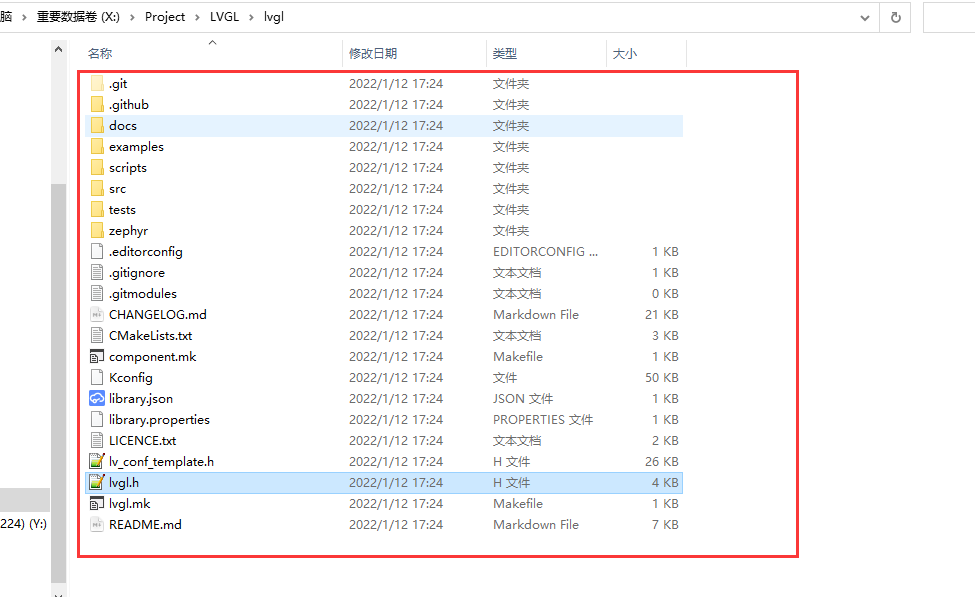 脑 › 重要数据卷 (X:) › Project › LVGL › lvgl
名称 修改日期 类型 大小
.git 2022/1/12 17:24 文件夹
.github 2022/1/12 17:24 文件夹
docs 2022/1/12 17:24 文件夹
examples 2022/1/12 17:24 文件夹
scripts 2022/1/12 17:24 文件夹
src 2022/1/12 17:24 文件夹
tests 2022/1/12 17:24 文件夹
zephyr 2022/1/12 17:24 文件夹
.editorconfig 2022/1/12 17:24 EDITORCONFIG ... 1 KB
.gitignore 2022/1/12 17:24 文本文档 1 KB
.gitmodules 2022/1/12 17:24 文本文档 0 KB
CHANGELOG.md 2022/1/12 17:24 Markdown File 21 KB
CMakeLists.txt 2022/1/12 17:24 文本文档 3 KB
component.mk 2022/1/12 17:24 Makefile 1 KB
Kconfig 2022/1/12 17:24 文件 50 KB
library.json 2022/1/12 17:24 JSON 文件 1 KB
library.properties 2022/1/12 17:24 PROPERTIES 文件 1 KB
LICENCE.txt 2022/1/12 17:24 文本文档 2 KB
lv_conf_template.h 2022/1/12 17:24 H 文件 26 KB
lvgl.h 2022/1/12 17:24 H 文件 4 KB
lvgl.mk 2022/1/12 17:24 Makefile 1 KB
README.md 2022/1/12 17:24 Markdown File 7 KB
224) (Y:)